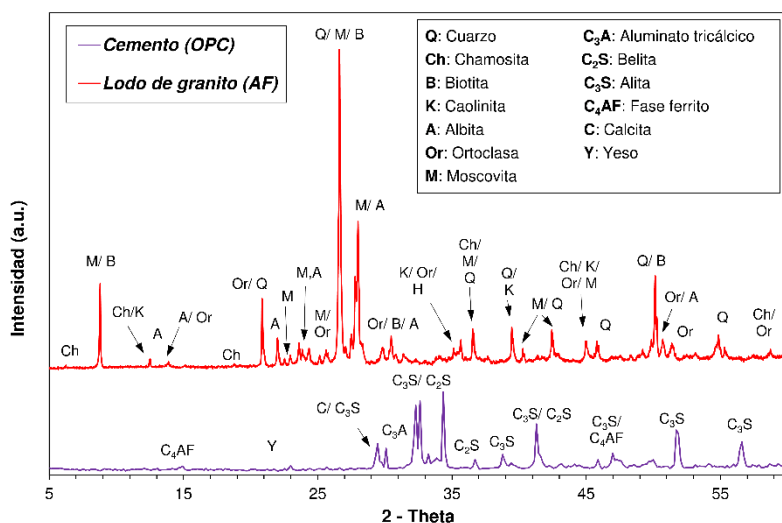 Cemento (OPC)
Lodo de granito (AF)
Q: Cuarzo
Ch: Chamosita
B: Biotita
K: Caolinita
A: Albita
Or: Ortoclasa
M: Moscovita
C₃A: Aluminato tricálcico
C₂S: Belita
C₃S: Alita
C₄AF: Fase ferrito
C: Calcita
Y: Yeso
Intensidad (a.u.)
Q/ M/ B
M/ A
M/ B
Or/ Q
M,A
M
Ch/K
A
A/ Or
A
M/
Or
Ch
Ch
Or/ B/ A
K/ Or/
H
Ch/
M/
Q
Q/
K
M/ Q
Ch/ K/
Or/ M
Q
Q/ B
Or/ A
Or
Q
Ch/
Or
C₄AF
Y
C/ C₃S
C₃A
C₃S/ C₂S
C₂S
C₃S
C₃S/ C₂S
C₃S/
C₄AF
C₃S
C₃S
5
15
25
35
45
55
2 - Theta